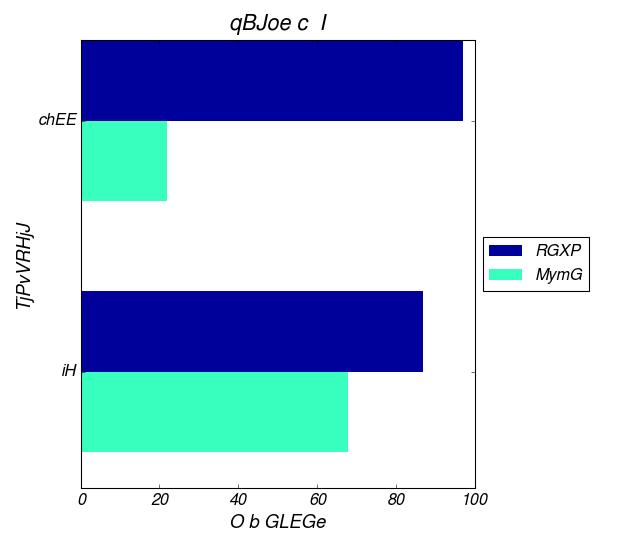 qBJoe c  I
chEE
TjPvVRHjJ
RGXP
MymG
iH
0 20 40 60 80 100
O b GLEGe